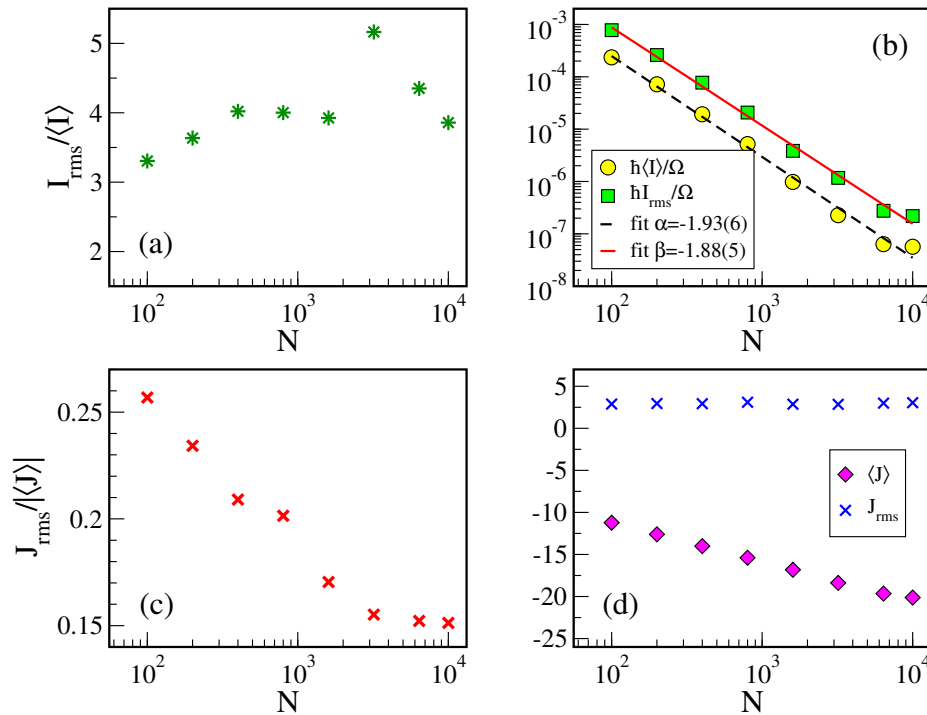 5
4
3
2
I_rms/⟨I⟩
(a)
10^2 10^3 10^4
N
10^-3
10^-4
10^-5
10^-6
10^-7
10^-8
(b)
ħ⟨I⟩/Ω
ħI_rms/Ω
fit α=-1.93(6)
fit β=-1.88(5)
10^2 10^3 10^4
N
0.25
0.2
0.15
J_rms/|⟨J⟩|
(c)
10^2 10^3 10^4
N
5
0
-5
-10
-15
-20
-25
⟨J⟩
J_rms
(d)
10^2 10^3 10^4
N